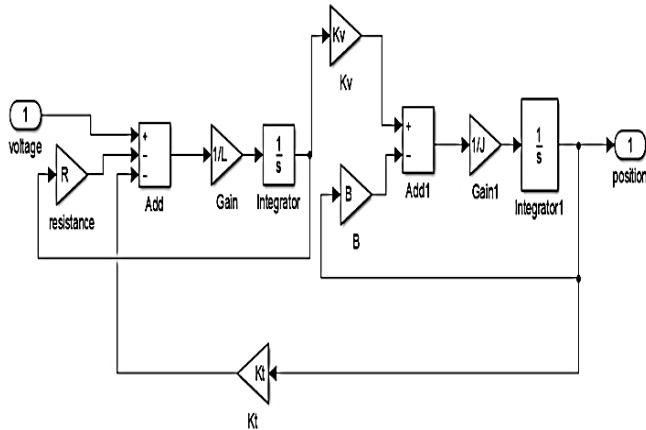 1
voltage
R
resistance
+
−
−
Add
1/L
Gain
1
s
Integrator
Kv
Kv
B
B
+
−
Add1
1/J
Gain1
1
s
Integrator1
1
position
Kt
Kt